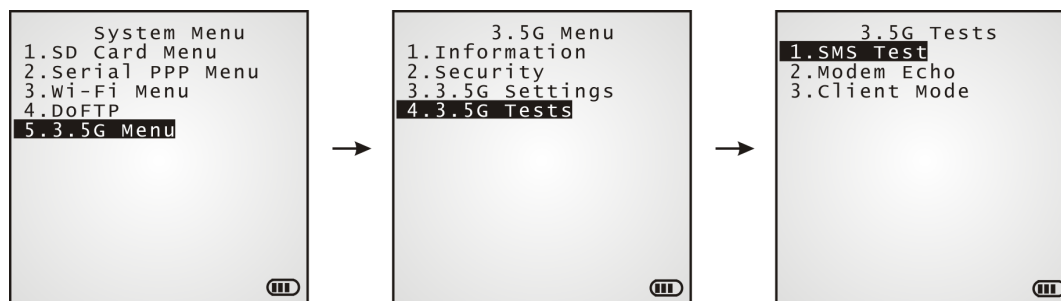 System Menu
1.SD Card Menu
2.Serial PPP Menu
3.Wi-Fi Menu
4.DoFTP
5.3.5G Menu
3.5G Menu
1.Information
2.Security
3.3.5G Settings
4.3.5G Tests
3.5G Tests
1.SMS Test
2.Modem Echo
3.Client Mode